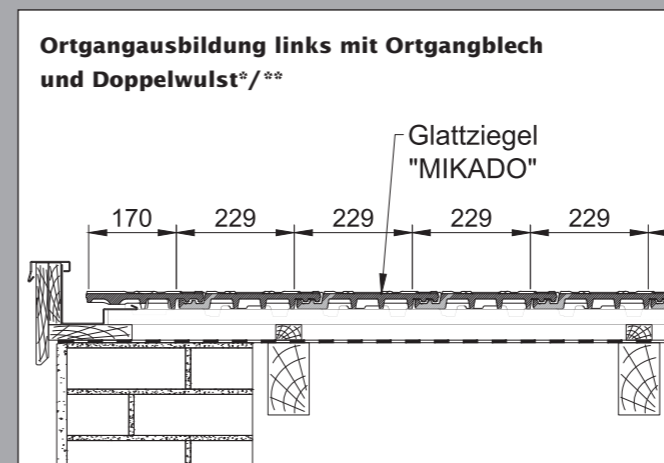 Ortgangausbildung links mit Ortgangblech
und Doppelwulst*/**
Glattziegel
"MIKADO"
170 229 229 229 229